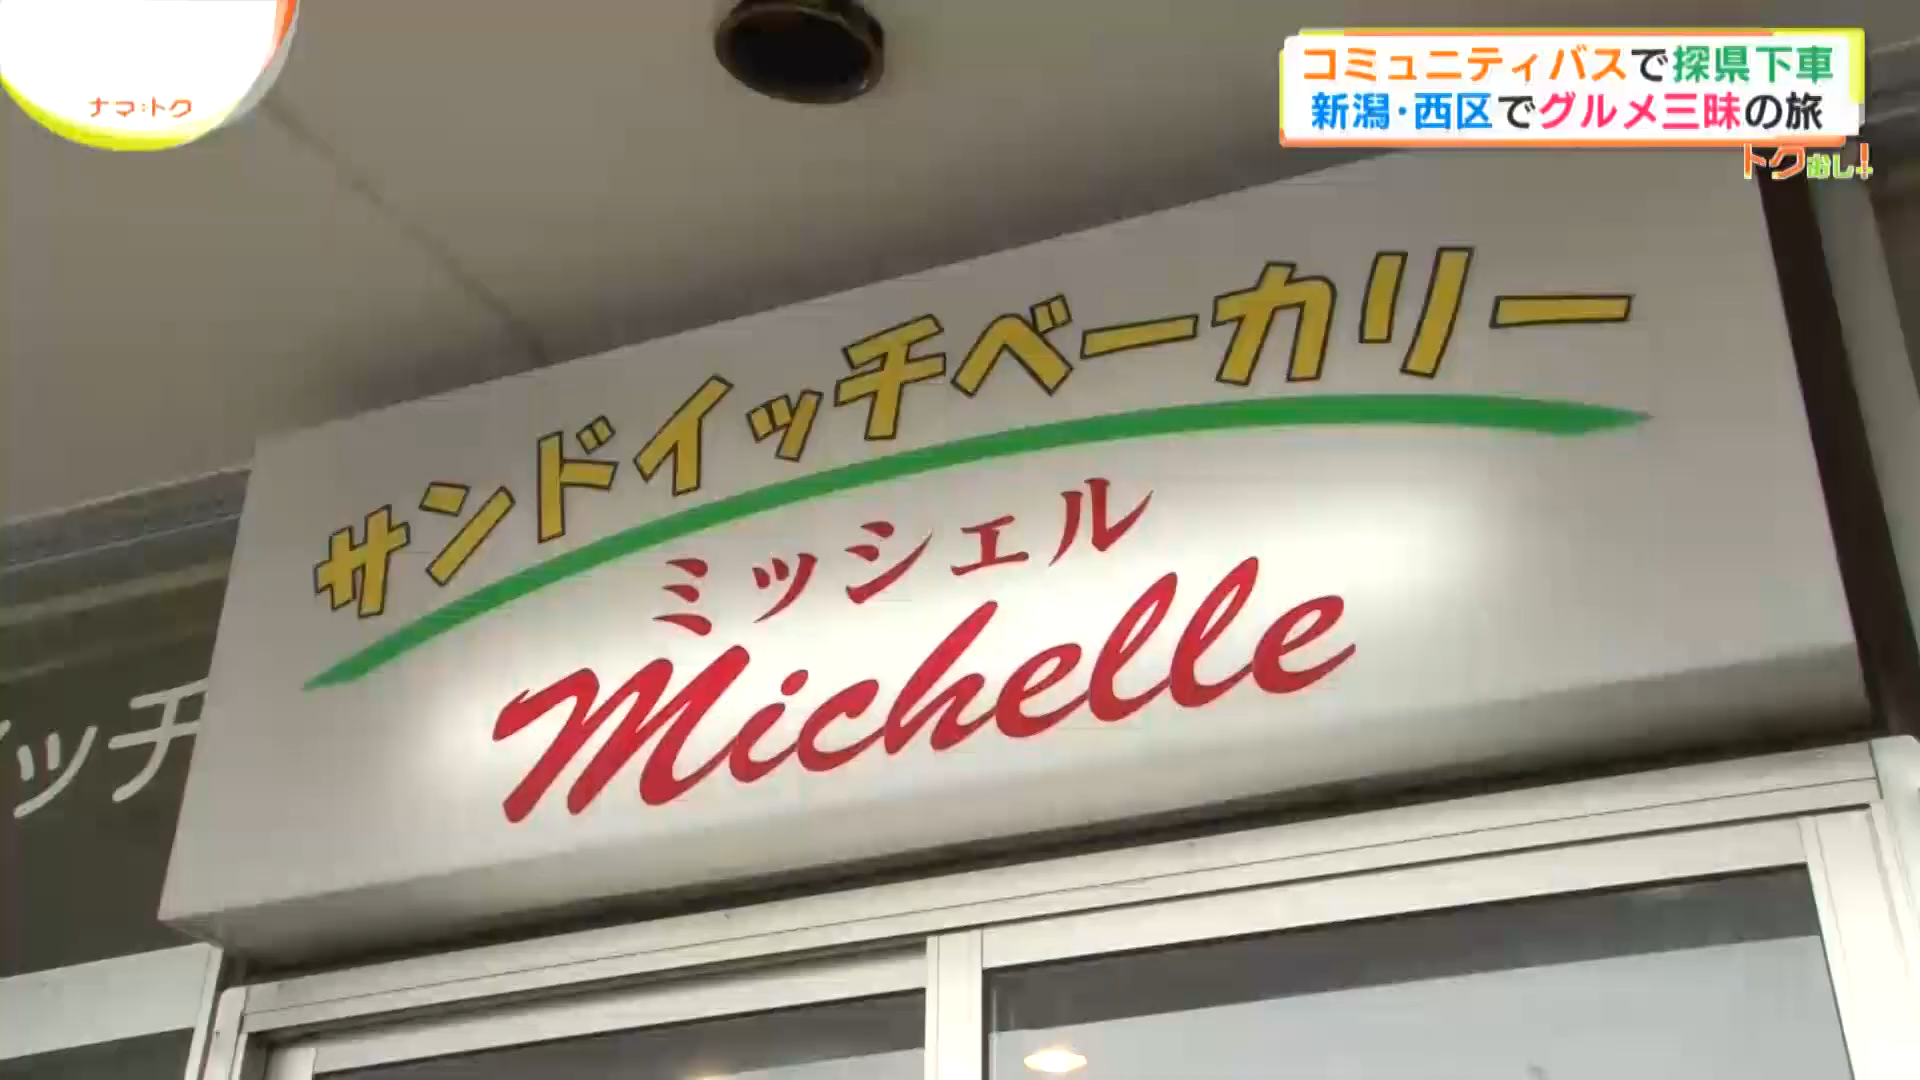 ナマ:トク
コミュニティバスで探県下車
新潟・西区でグルメ三昧の旅
トクおし!
サンドイッチベーカリー
ミッシェル
Michelle
イッチ